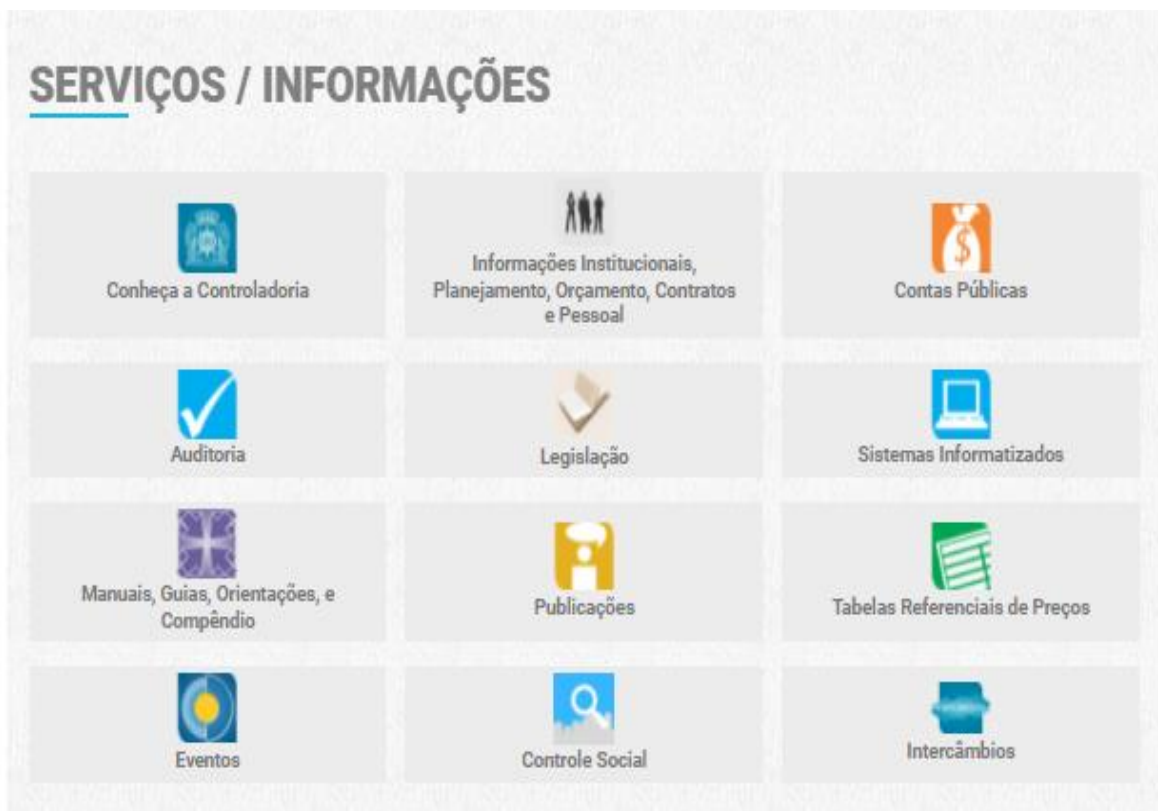 SERVIÇOS / INFORMAÇÕES
Conheça a Controladoria
Informações Institucionais,
Planejamento, Orçamento, Contratos
e Pessoal
Contas Públicas
Auditoria
Legislação
Sistemas Informatizados
Manuais, Guias, Orientações, e
Compêndio
Publicações
Tabelas Referenciais de Preços
Eventos
Controle Social
Intercâmbios